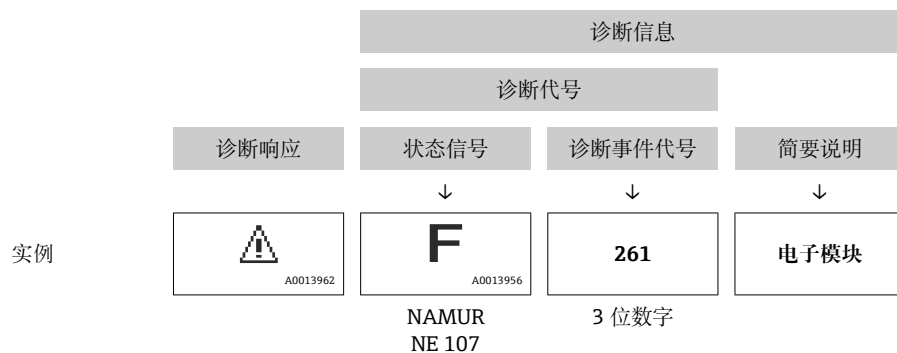 诊断信息
诊断代号
诊断响应 状态信号 诊断事件代号 简要说明
↓ ↓ ↓
实例 F 261 电子模块
A0013962 A0013956
NAMUR 3 位数字
NE 107